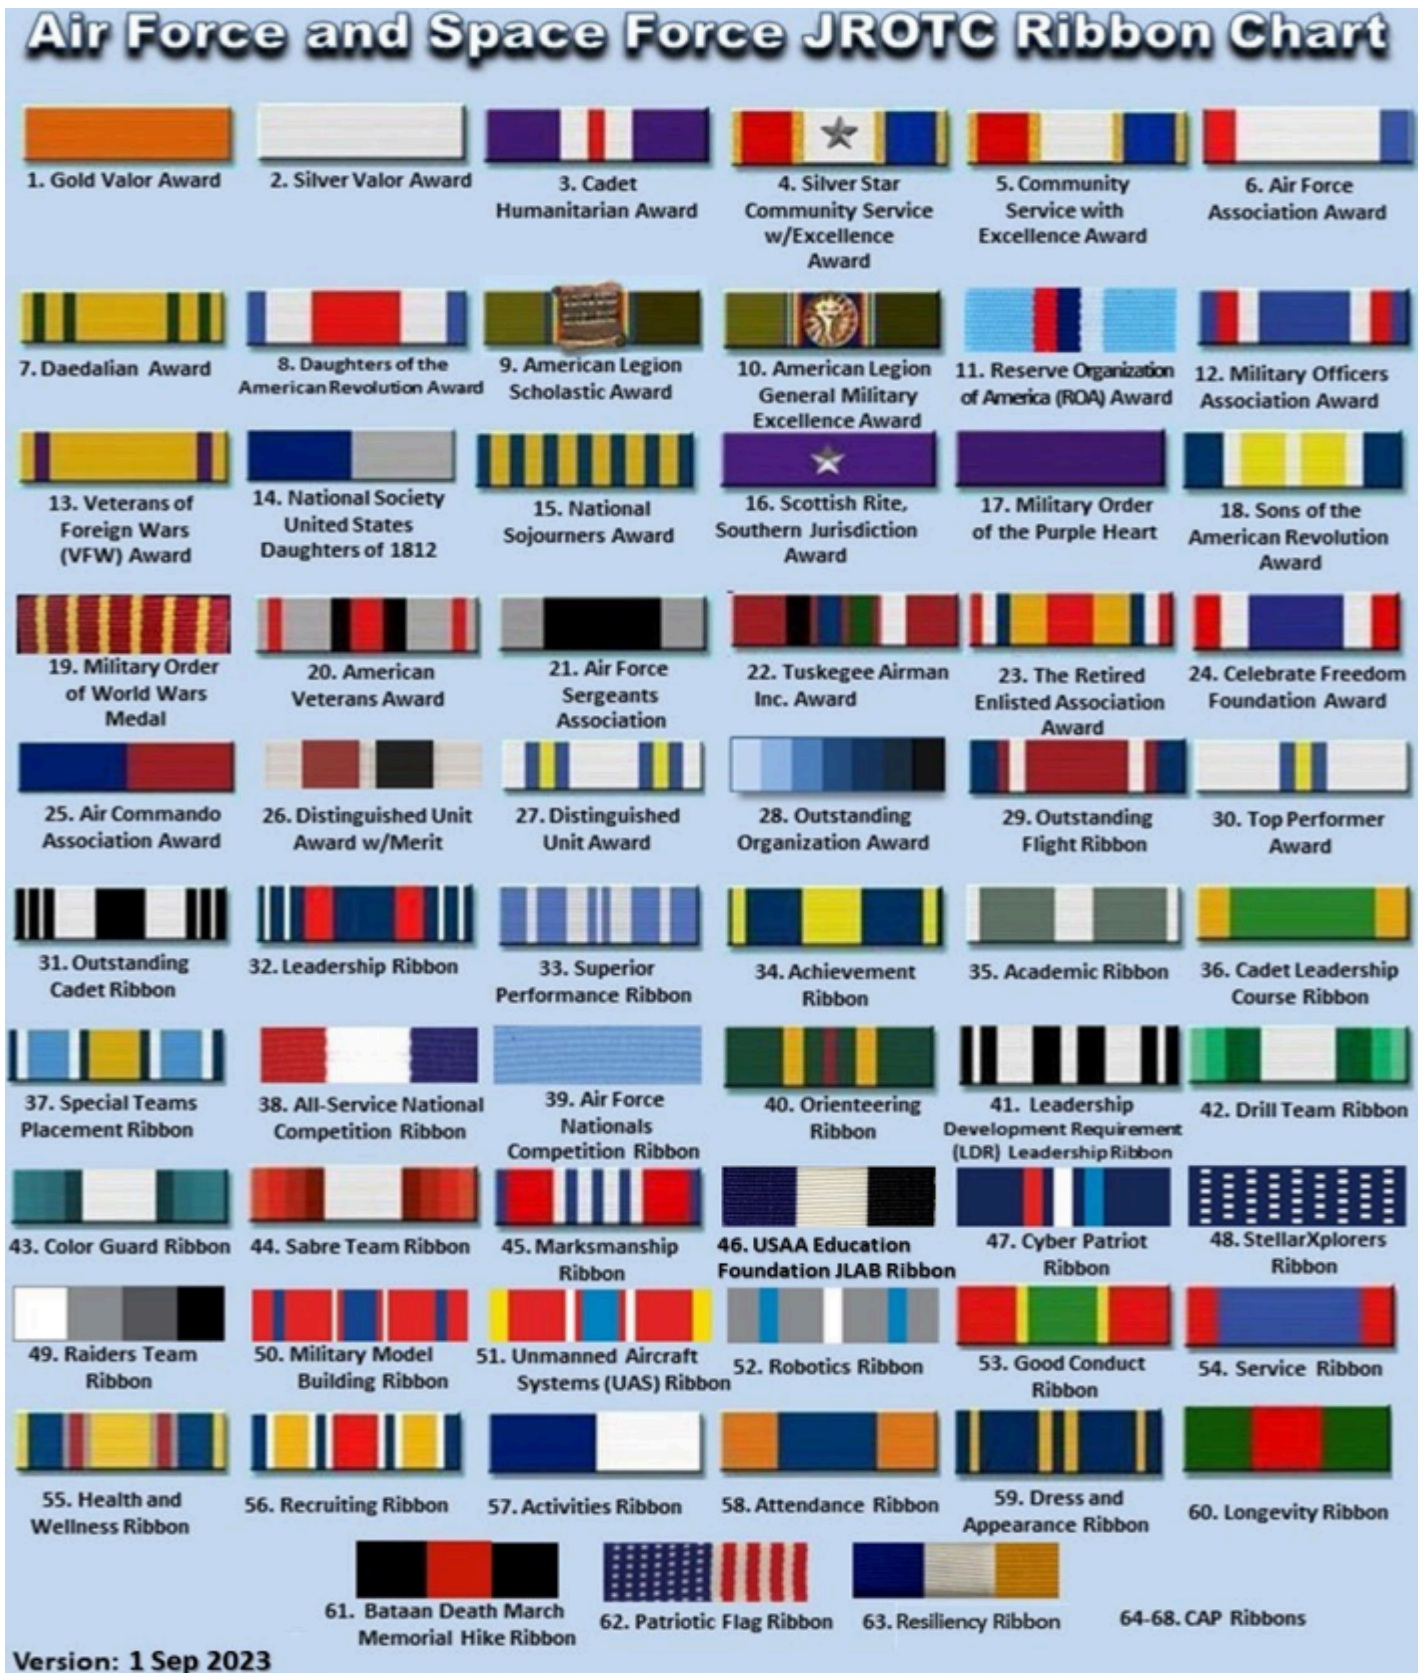 Air Force and Space Force JROTC Ribbon Chart
1. Gold Valor Award
2. Silver Valor Award
3. Cadet
Humanitarian Award
4. Silver Star
Community Service
w/Excellence
Award
5. Community
Service with
Excellence Award
6. Air Force
Association Award
7. Daedalian Award
8. Daughters of the
American Revolution Award
9. American Legion
Scholastic Award
10. American Legion
General Military
Excellence Award
11. Reserve Organization
of America (ROA) Award
12. Military Officers
Association Award
13. Veterans of
Foreign Wars
(VFW) Award
14. National Society
United States
Daughters of 1812
15. National
Sojourners Award
16. Scottish Rite,
Southern Jurisdiction
Award
17. Military Order
of the Purple Heart
18. Sons of the
American Revolution
Award
19. Military Order
of World Wars
Medal
20. American
Veterans Award
21. Air Force
Sergeants
Association
22. Tuskegee Airman
Inc. Award
23. The Retired
Enlisted Association
Award
24. Celebrate Freedom
Foundation Award
25. Air Commando
Association Award
26. Distinguished Unit
Award w/Merit
27. Distinguished
Unit Award
28. Outstanding
Organization Award
29. Outstanding
Flight Ribbon
30. Top Performer
Award
31. Outstanding
Cadet Ribbon
32. Leadership Ribbon
33. Superior
Performance Ribbon
34. Achievement
Ribbon
35. Academic Ribbon
36. Cadet Leadership
Course Ribbon
37. Special Teams
Placement Ribbon
38. All-Service National
Competition Ribbon
39. Air Force
Nationals
Competition Ribbon
40. Orienteering
Ribbon
41. Leadership
Development Requirement
(LDR) Leadership Ribbon
42. Drill Team Ribbon
43. Color Guard Ribbon
44. Sabre Team Ribbon
45. Marksmanship
Ribbon
46. USAA Education
Foundation JLAB Ribbon
47. Cyber Patriot
Ribbon
48. StellarXplorers
Ribbon
49. Raiders Team
Ribbon
50. Military Model
Building Ribbon
51. Unmanned Aircraft
Systems (UAS) Ribbon
52. Robotics Ribbon
53. Good Conduct
Ribbon
54. Service Ribbon
55. Health and
Wellness Ribbon
56. Recruiting Ribbon
57. Activities Ribbon
58. Attendance Ribbon
59. Dress and
Appearance Ribbon
60. Longevity Ribbon
61. Bataan Death March
Memorial Hike Ribbon
62. Patriotic Flag Ribbon
63. Resiliency Ribbon
64-68. CAP Ribbons
Version: 1 Sep 2023